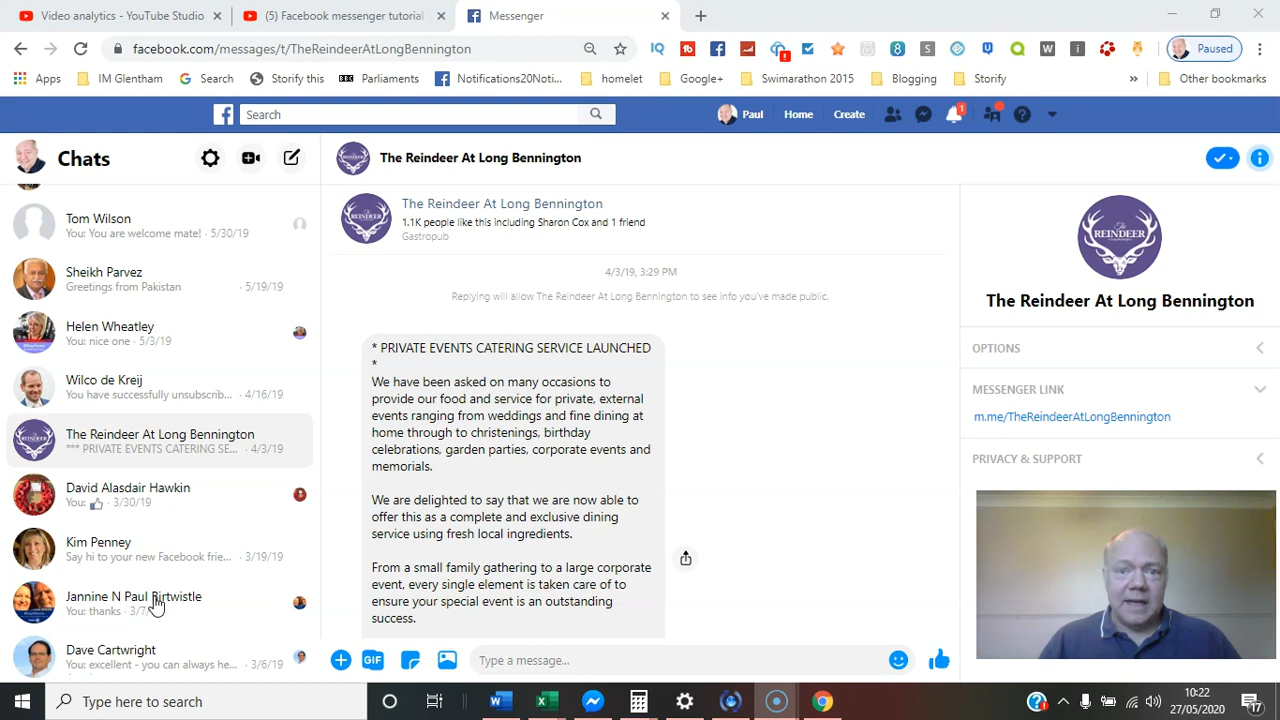 Video analytics - YouTube Studio
(5) Facebook messenger tutorial
Messenger
facebook.com/messages/t/TheReindeerAtLongBennington
Paused
Apps
IM Glentham
Search
Storify this
Parliaments
Notifications20Noti...
homelet
Google+
Swimarathon 2015
Blogging
Storify
Other bookmarks
Search
Paul
Home
Create
1
Chats
The Reindeer At Long Bennington
Tom Wilson
You: You are welcome mate! · 5/30/19
Sheikh Parvez
Greetings from Pakistan · 5/19/19
Helen Wheatley
You: nice one · 5/3/19
Wilco de Kreij
You have successfully unsubscrib... · 4/16/19
The Reindeer At Long Bennington
*** PRIVATE EVENTS CATERING SE... · 4/3/19
David Alasdair Hawkin
You: · 3/30/19
Kim Penney
Say hi to your new Facebook frie... · 3/19/19
Jannine N Paul Birtwistle
You: thanks · 3/7/
Dave Cartwright
You: excellent - you can always he... · 3/6/19
The Reindeer At Long Bennington
1.1K people like this including Sharon Cox and 1 friend
Gastropub
4/3/19, 3:29 PM
Replying will allow The Reindeer At Long Bennington to see info you've made public.
* PRIVATE EVENTS CATERING SERVICE LAUNCHED
*
We have been asked on many occasions to
provide our food and service for private, external
events ranging from weddings and fine dining at
home through to christenings, birthday
celebrations, garden parties, corporate events and
memorials.
We are delighted to say that we are now able to
offer this as a complete and exclusive dining
service using fresh local ingredients.
From a small family gathering to a large corporate
event, every single element is taken care of to
ensure your special event is an outstanding
success.
GIF
Type a message...
The
REINDEER
The Reindeer At Long Bennington
OPTIONS
MESSENGER LINK
m.me/TheReindeerAtLongBennington
PRIVACY & SUPPORT
Type here to search
10:22
27/05/2020
17